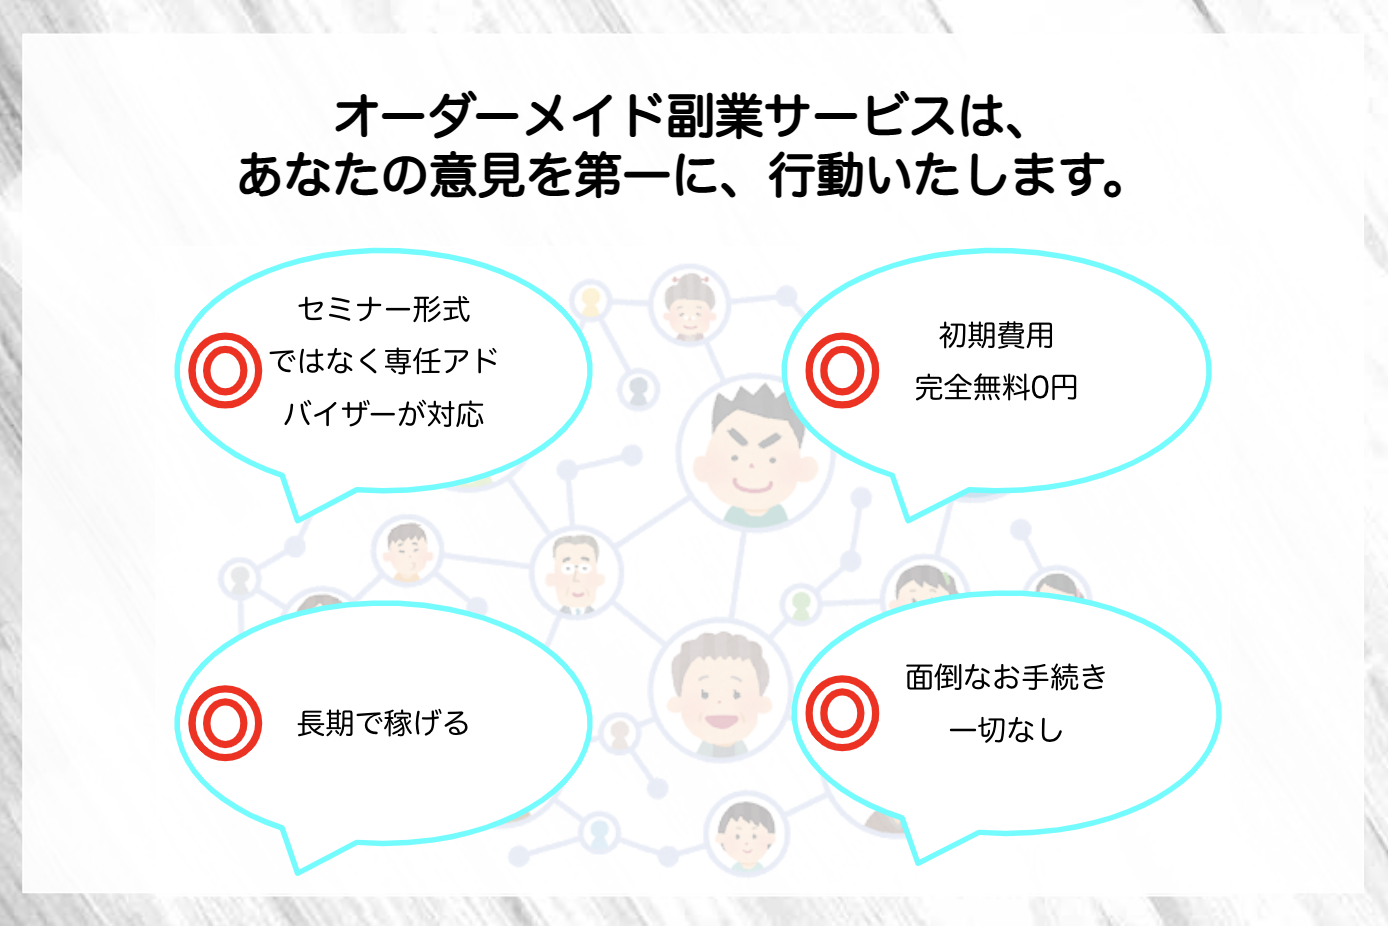 オーダーメイド副業サービスは、
あなたの意見を第一に、行動いたします。
セミナー形式
ではなく専任アド
バイザーが対応
初期費用
完全無料0円
長期で稼げる
面倒なお手続き
一切なし